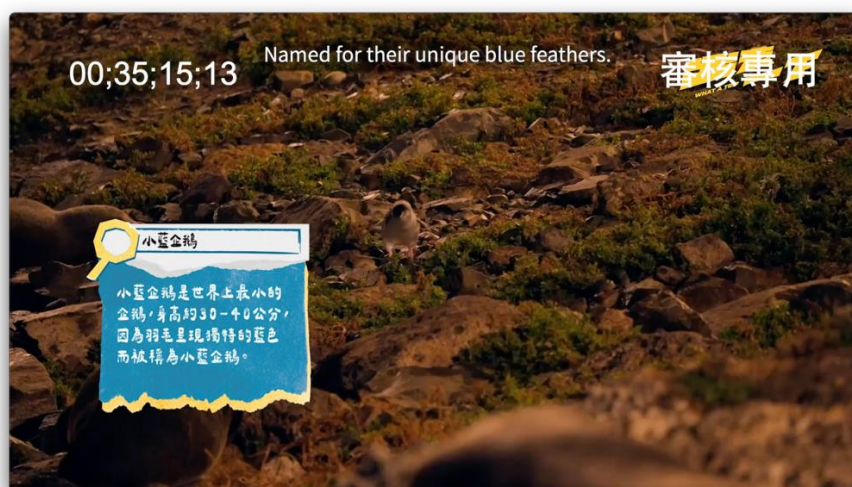 00;35;15;13
Named for their unique blue feathers.
審核專用
小藍企鵝
小藍企鵝是世界上最小的
企鵝,身高約30-40公分,
因為羽毛呈現獨特的藍色
而被稱為小藍企鵝。